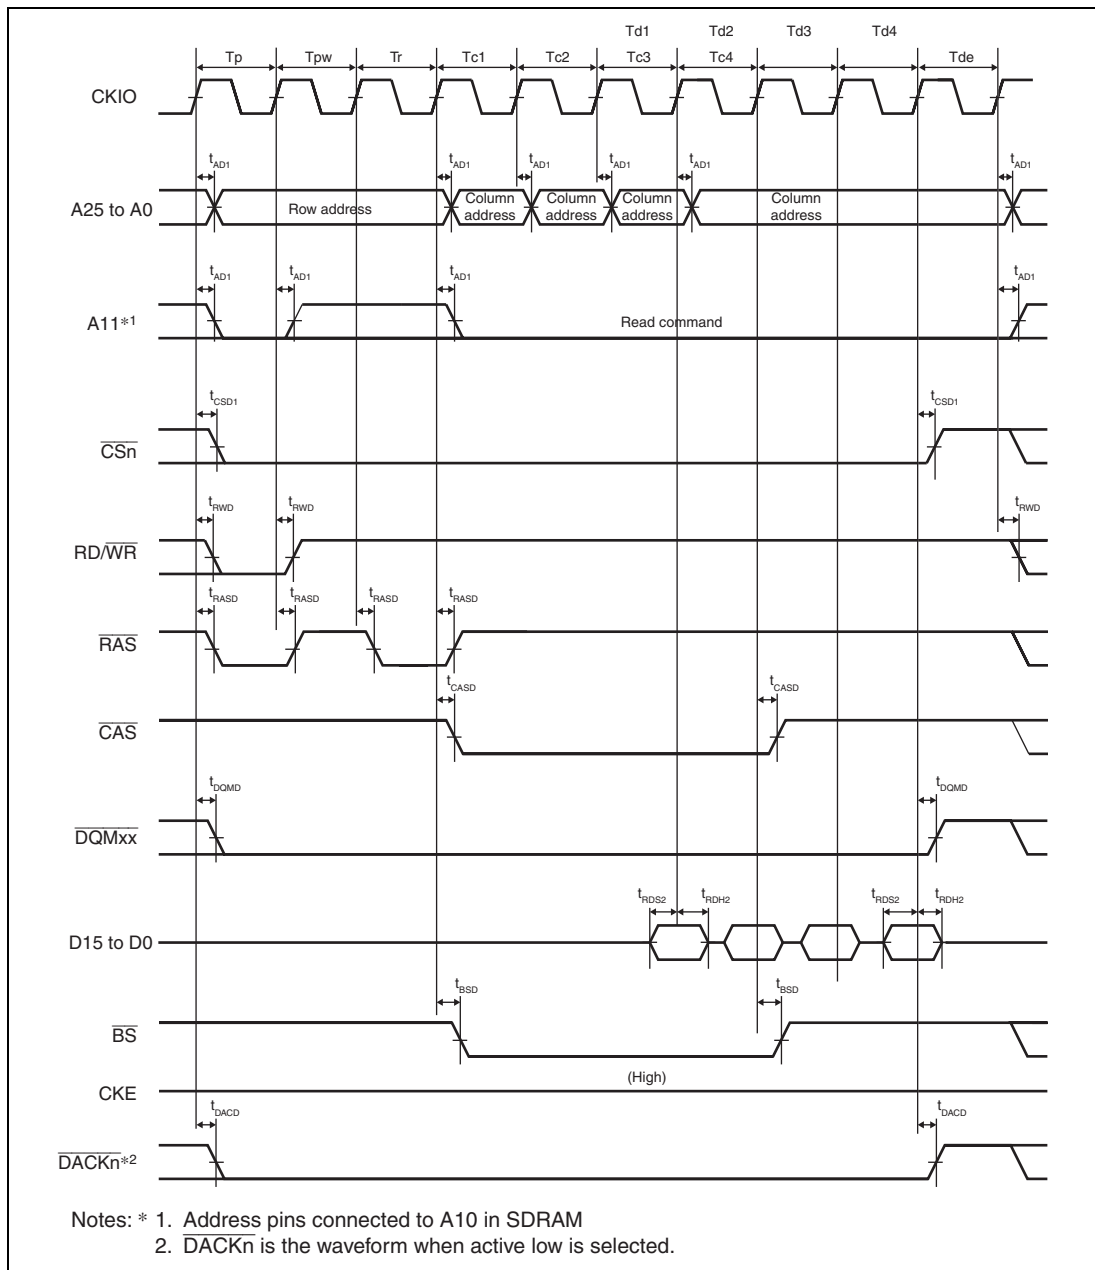 Td1 Td2 Td3 Td4
Tp Tpw Tr Tc1 Tc2 Tc3 Tc4 Tde
CKIO
tAD1 tAD1 tAD1 tAD1 tAD1 tAD1
A25 to A0 Row address Column address Column address Column address Column address
tAD1 tAD1 tAD1 tAD1
A11*1 Read command
tCSD1 tCSD1
CSn
tRWD tRWD tRWD
RD/WR
tRASD tRASD tRASD tRASD
RAS
tCASD tCASD
CAS
tDQMD tDQMD
DQMxx
tRDS2 tRDH2 tRDS2 tRDH2
D15 to D0
tBSD tBSD
BS
(High)
CKE
tDACD tDACD
DACKn*2
Notes: * 1. Address pins connected to A10 in SDRAM
2. DACKn is the waveform when active low is selected.